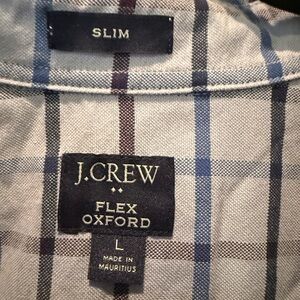 SLIM
J.CREW
FLEX
OXFORD
L
MADE IN
MAURITIUS